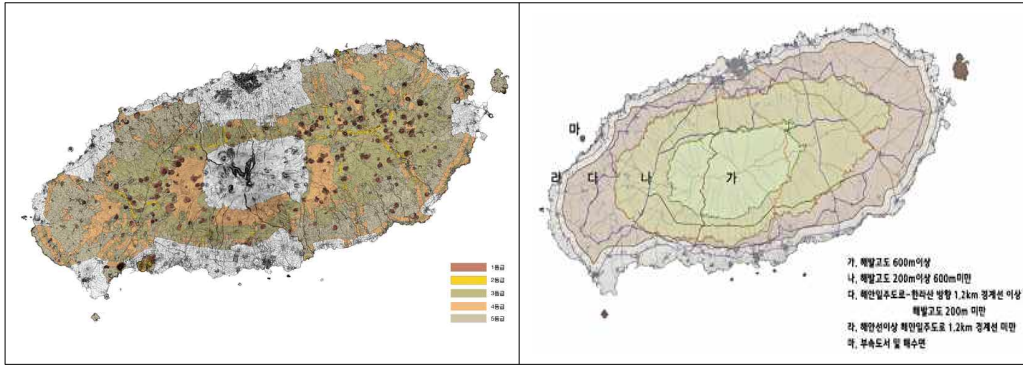 1등급
2등급
3등급
4등급
5등급
마
라 다 나 가
가. 해발고도 600m이상
나. 해발고도 200m이상 600m미만
다. 해안일주도로-한라산 방향 1.2km 경계선 이상
해발고도 200m 미만
라. 해안선이상 해안일주도로 1.2km 경계선 미만
마. 부속도서 및 해수면